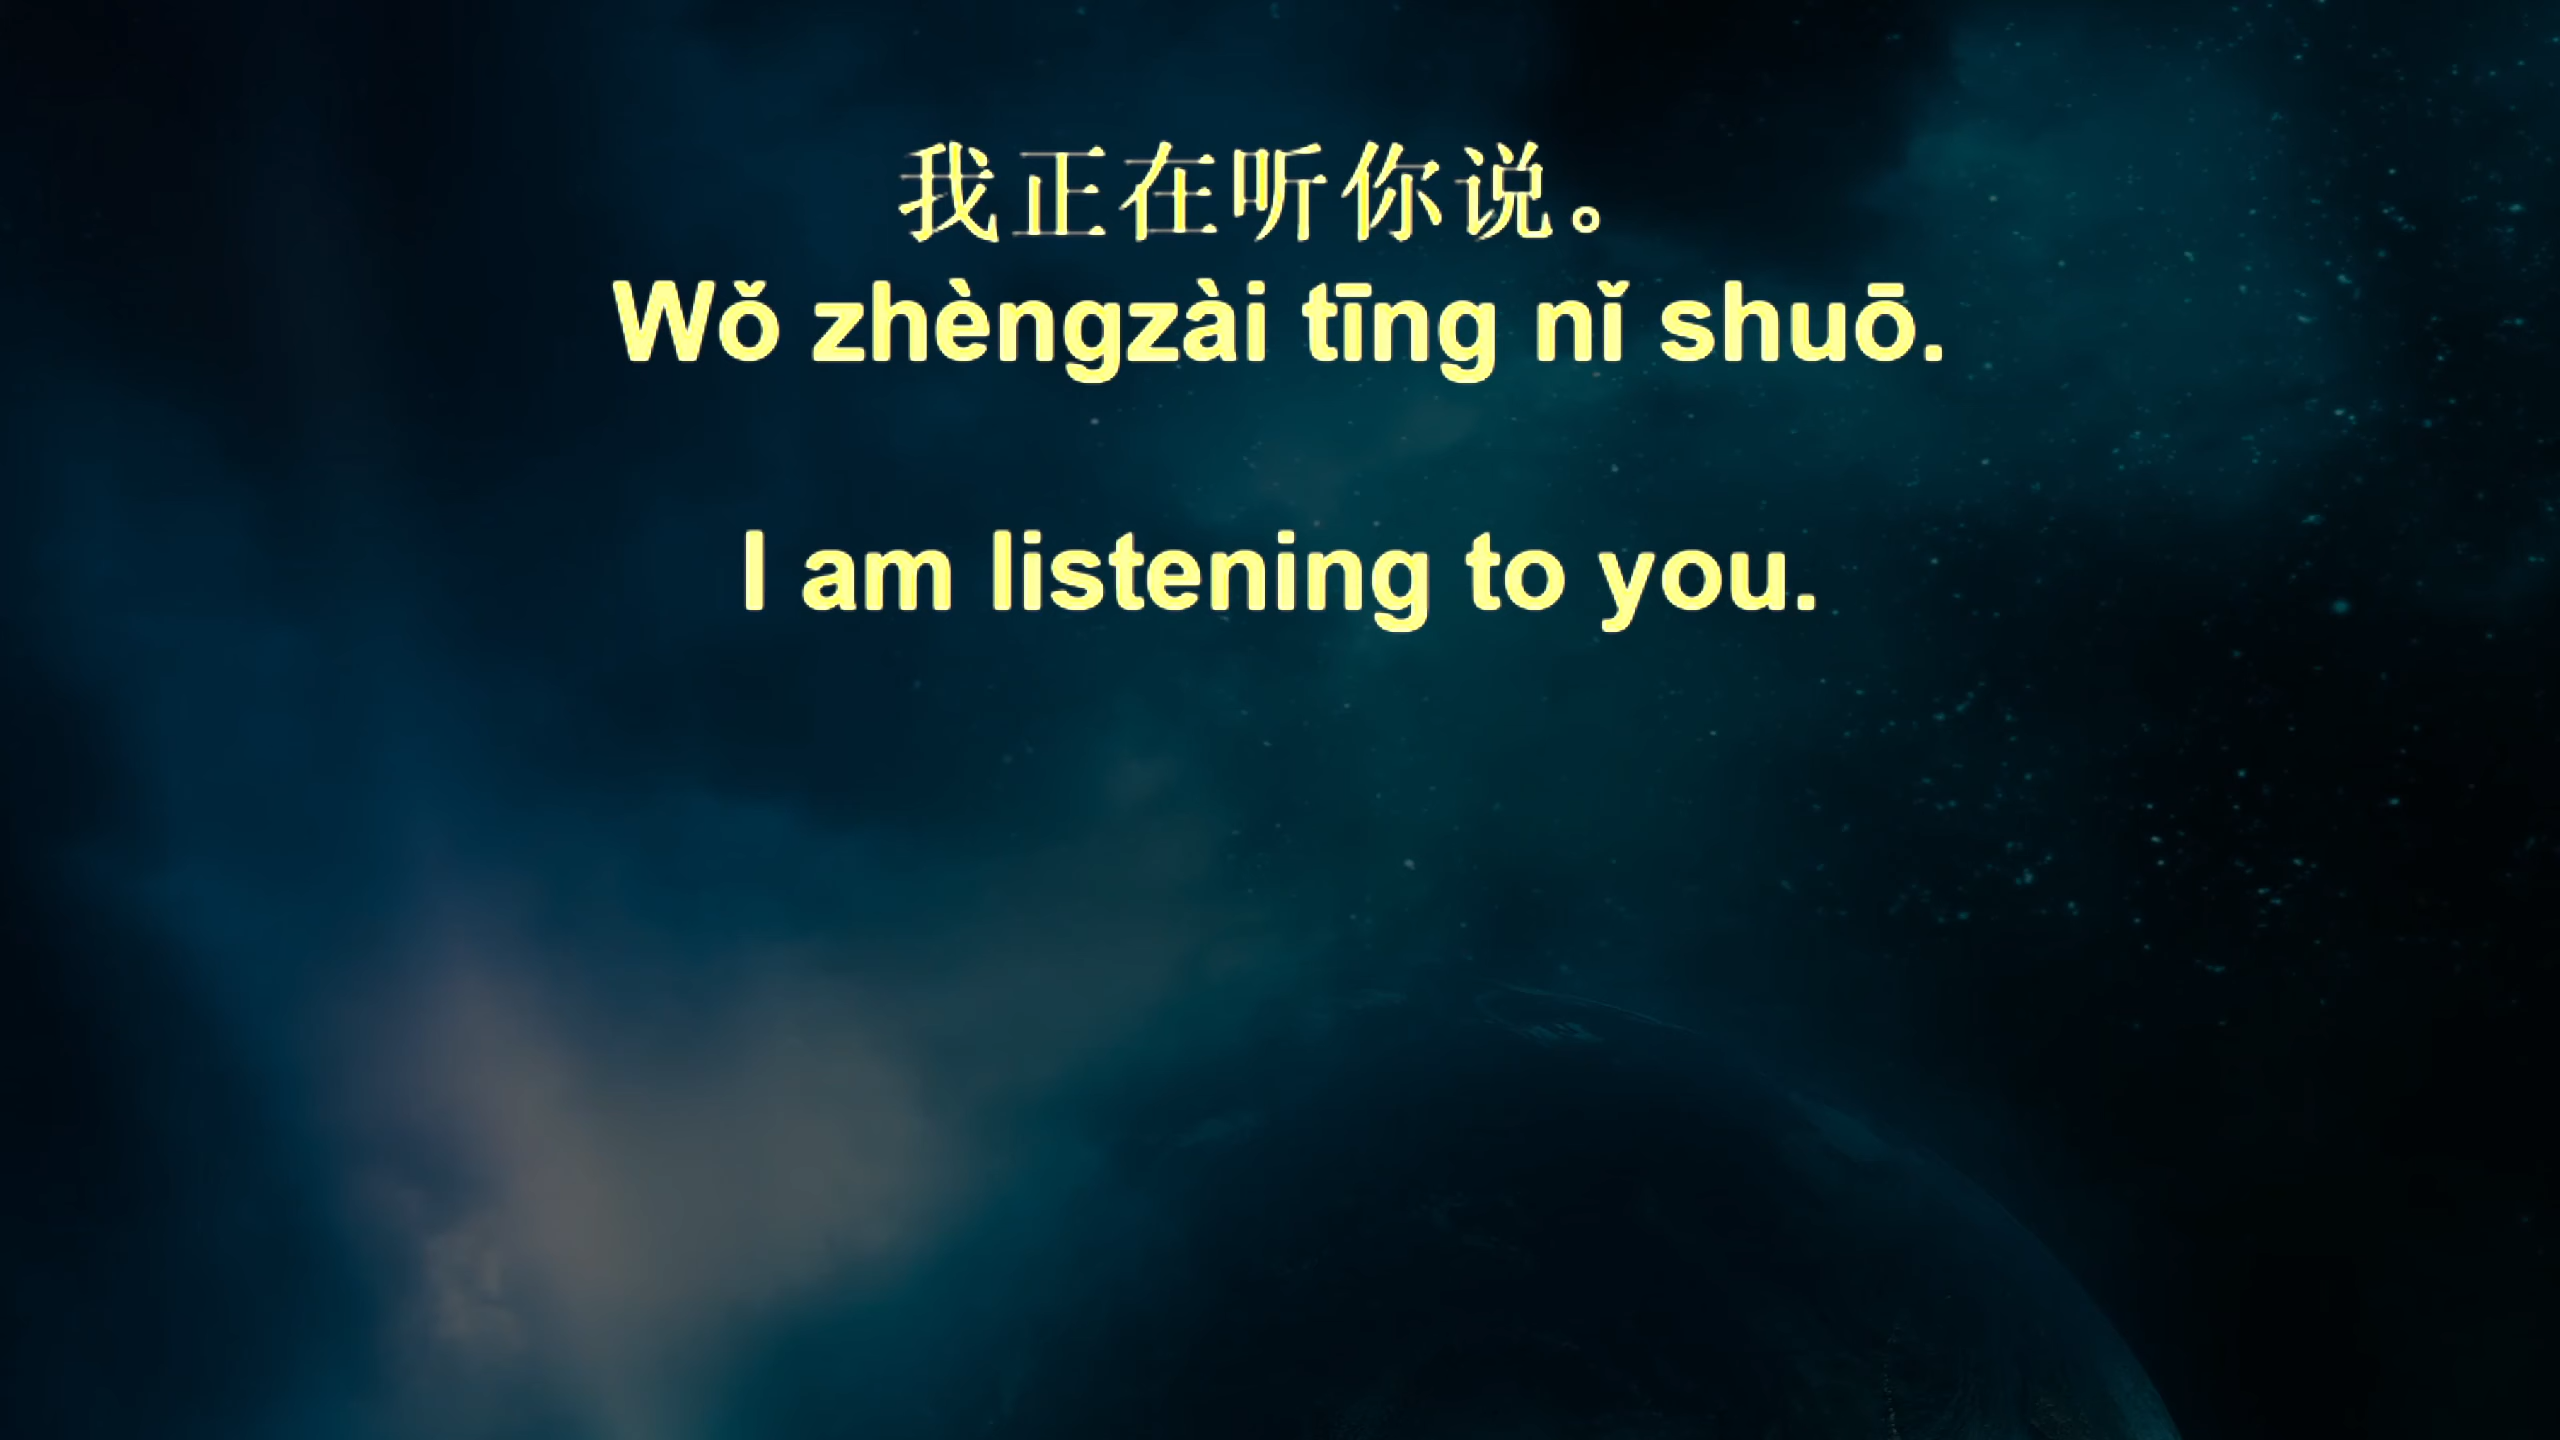 我正在听你说。
Wǒ zhèngzài tīng nǐ shuō.
I am listening to you.